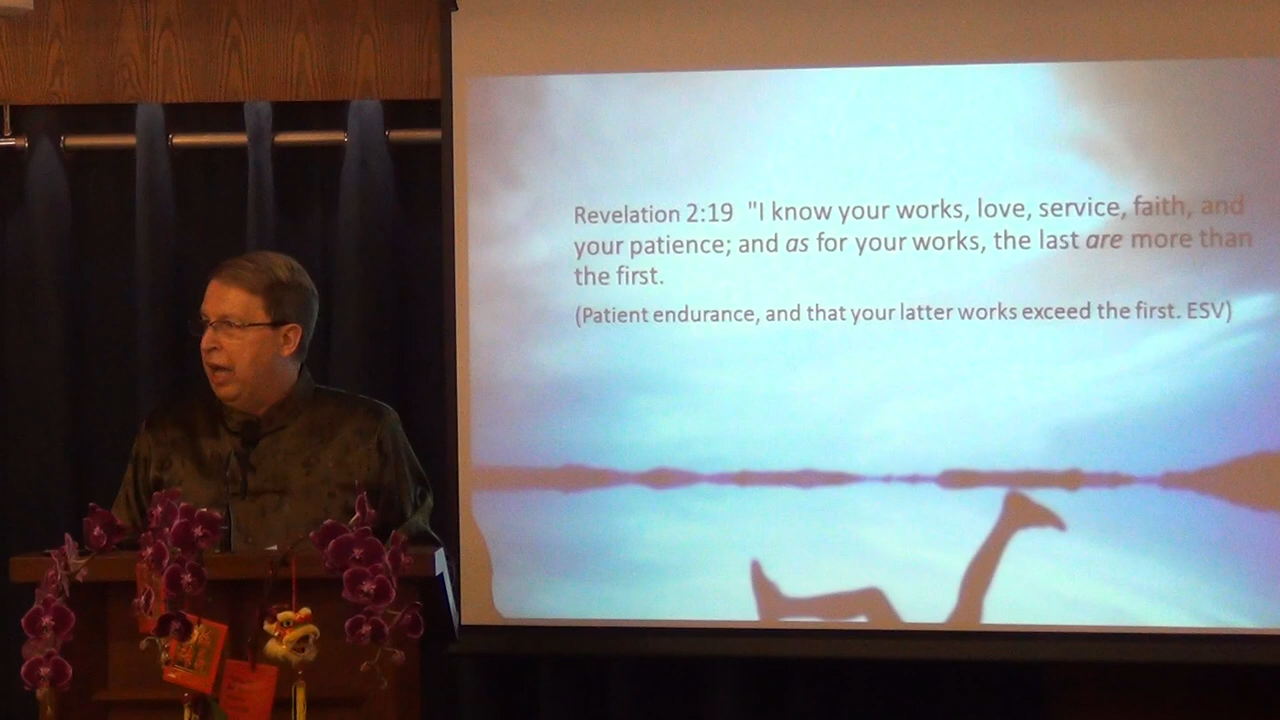 Revelation 2:19 "I know your works, love, service, faith, and
your patience; and as for your works, the last are more than
the first.
(Patient endurance, and that your latter works exceed the first. ESV)